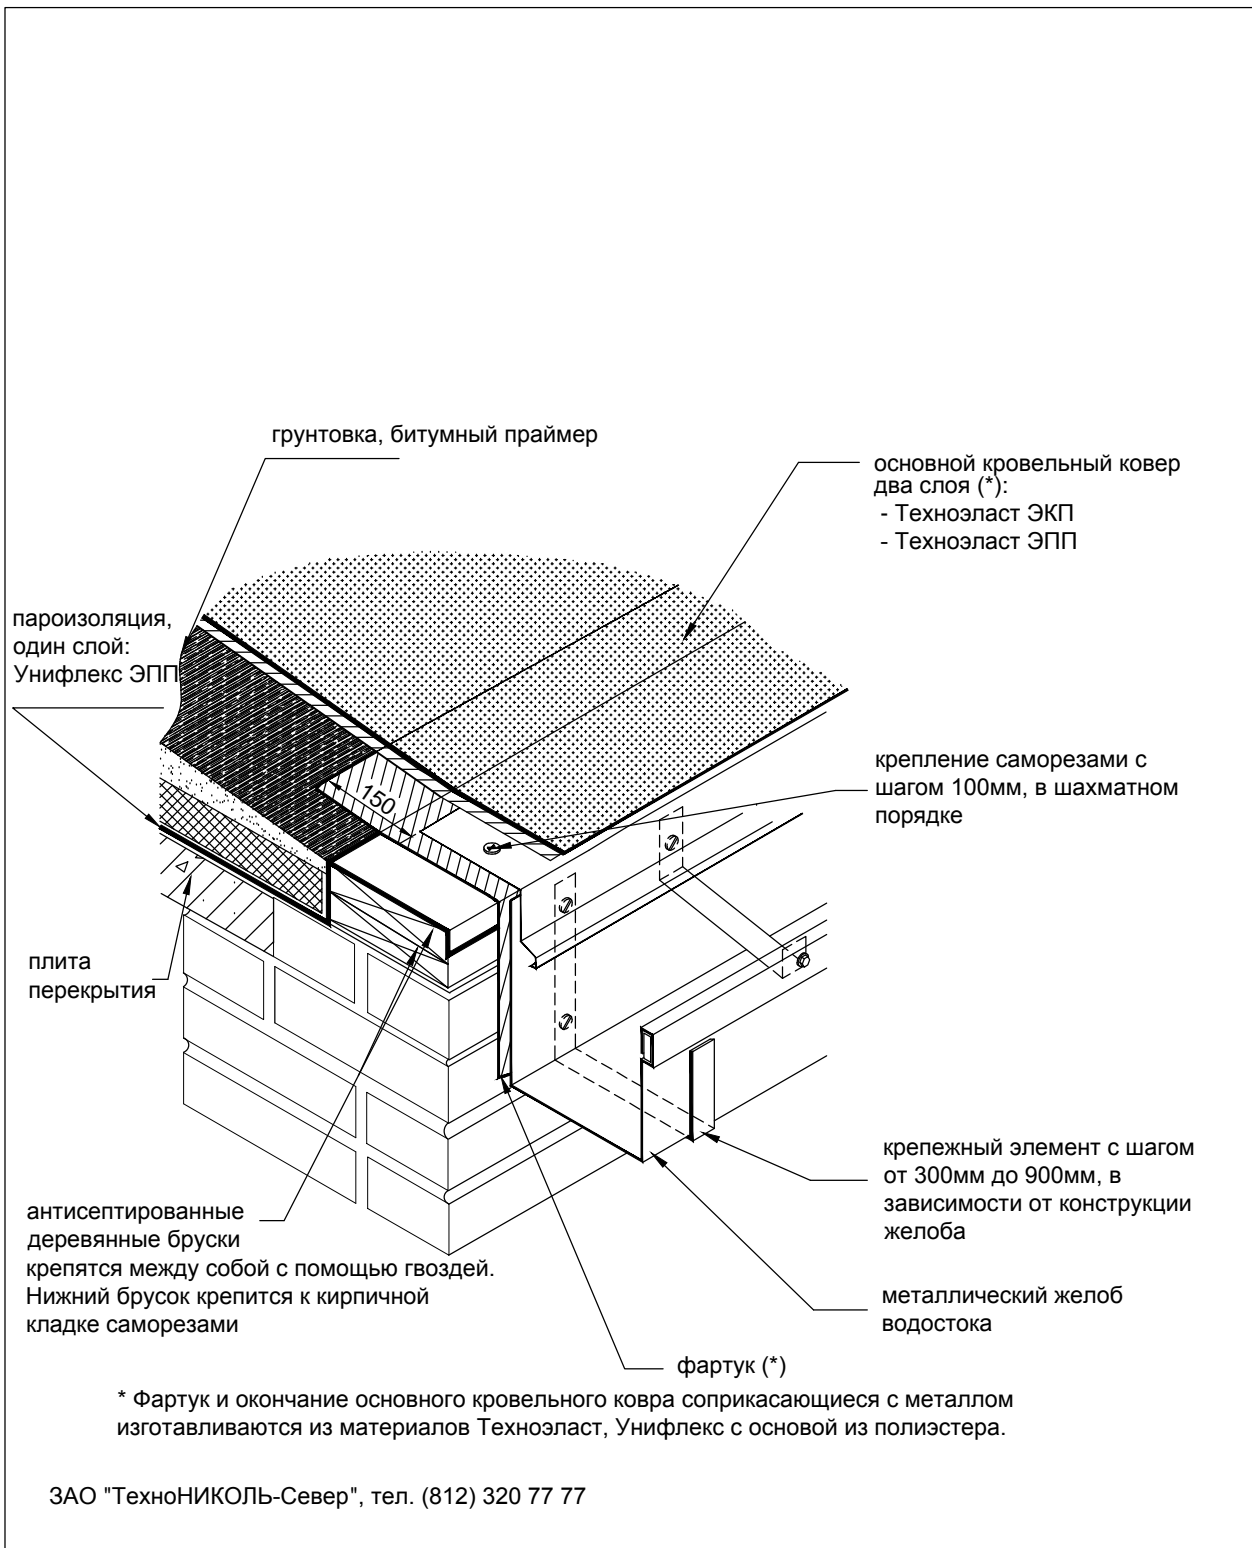 грунтовка, битумный праймер
основной кровельный ковер
два слоя (*):
- Техноэласт ЭКП
- Техноэласт ЭПП
пароизоляция,
один слой:
Унифлекс ЭПП
крепление саморезами с
шагом 100мм, в шахматном
порядке
150
плита
перекрытия
крепежный элемент с шагом
от 300мм до 900мм, в
зависимости от конструкции
желоба
антисептированные
деревянные бруски
крепятся между собой с помощью гвоздей.
Нижний брусок крепится к кирпичной
кладке саморезами
металлический желоб
водостока
фартук (*)
* Фартук и окончание основного кровельного ковра соприкасающиеся с металлом
изготавливаются из материалов Техноэласт, Унифлекс с основой из полиэстера.
ЗАО "ТехноНИКОЛЬ-Север", тел. (812) 320 77 77